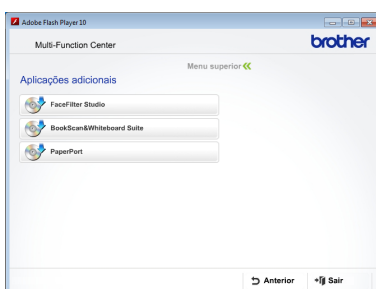 Adobe Flash Player 10
Multi-Function Center
brother
Menu superior
Aplicações adicionais
FaceFilter Studio
BookScan&Whiteboard Suite
PaperPort
Anterior
Sair